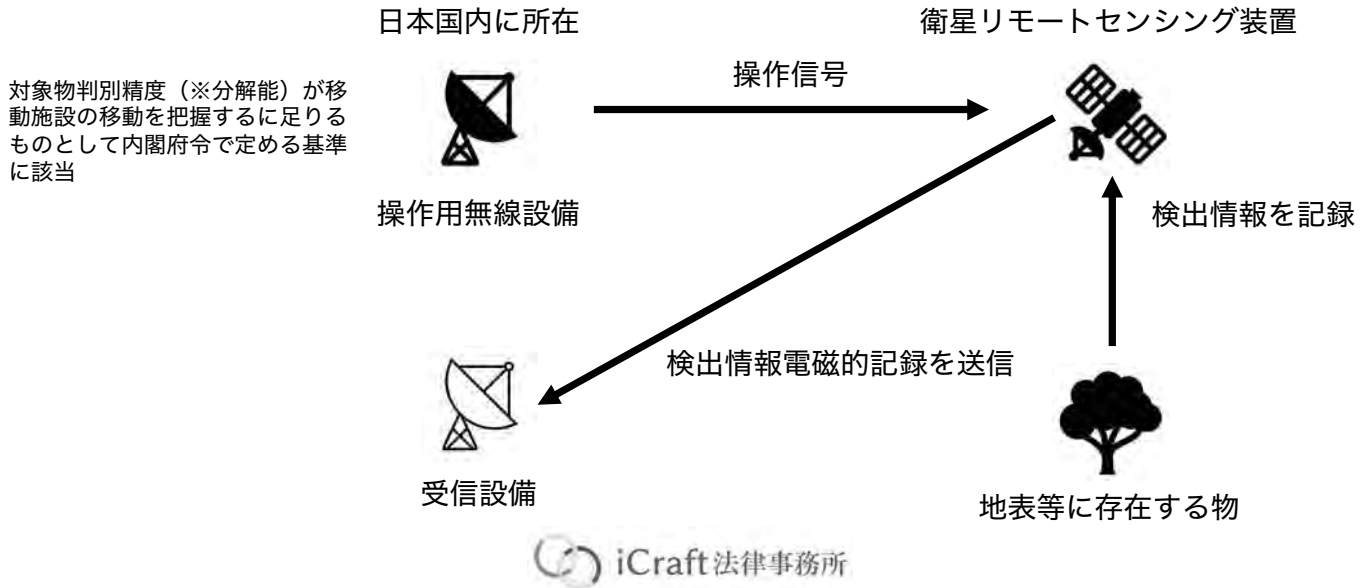 日本国内に所在
衛星リモートセンシング装置
対象物判別精度（※分解能）が移
動施設の移動を把握するに足りる
ものとして内閣府令で定める基準
に該当
操作信号
操作用無線設備
検出情報を記録
検出情報電磁的記録を送信
受信設備
地表等に存在する物
iCraft法律事務所